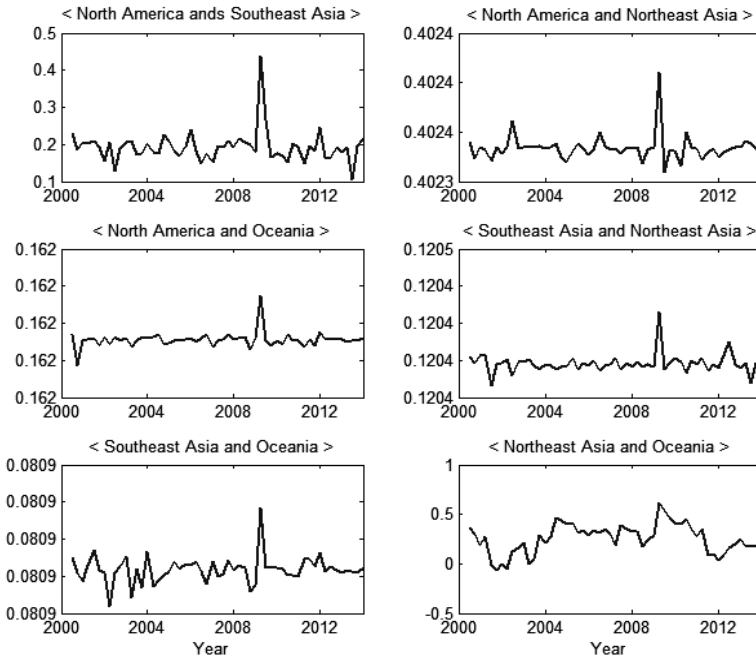 < North America ands Southeast Asia >
0.5
0.4
0.3
0.2
0.1
2000 2004 2008 2012
< North America and Northeast Asia >
0.4024
0.4024
0.4024
0.4023
2000 2004 2008 2012
< North America and Oceania >
0.162
0.162
0.162
0.162
0.162
2000 2004 2008 2012
< Southeast Asia and Northeast Asia >
0.1205
0.1204
0.1204
0.1204
0.1204
2000 2004 2008 2012
< Southeast Asia and Oceania >
0.0809
0.0809
0.0809
0.0809
0.0809
2000 2004 2008 2012
Year
< Northeast Asia and Oceania >
1
0.5
0
-0.5
2000 2004 2008 2012
Year